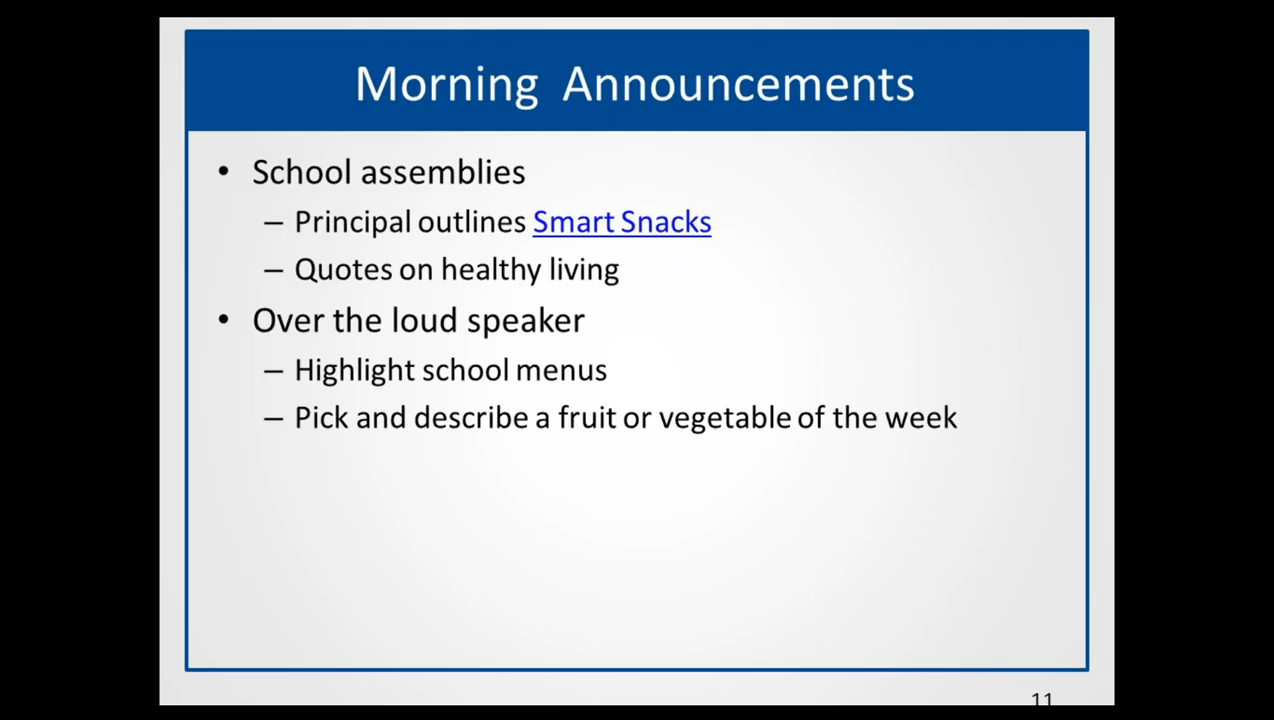 Morning Announcements
• School assemblies
– Principal outlines Smart Snacks
– Quotes on healthy living
• Over the loud speaker
– Highlight school menus
– Pick and describe a fruit or vegetable of the week
11